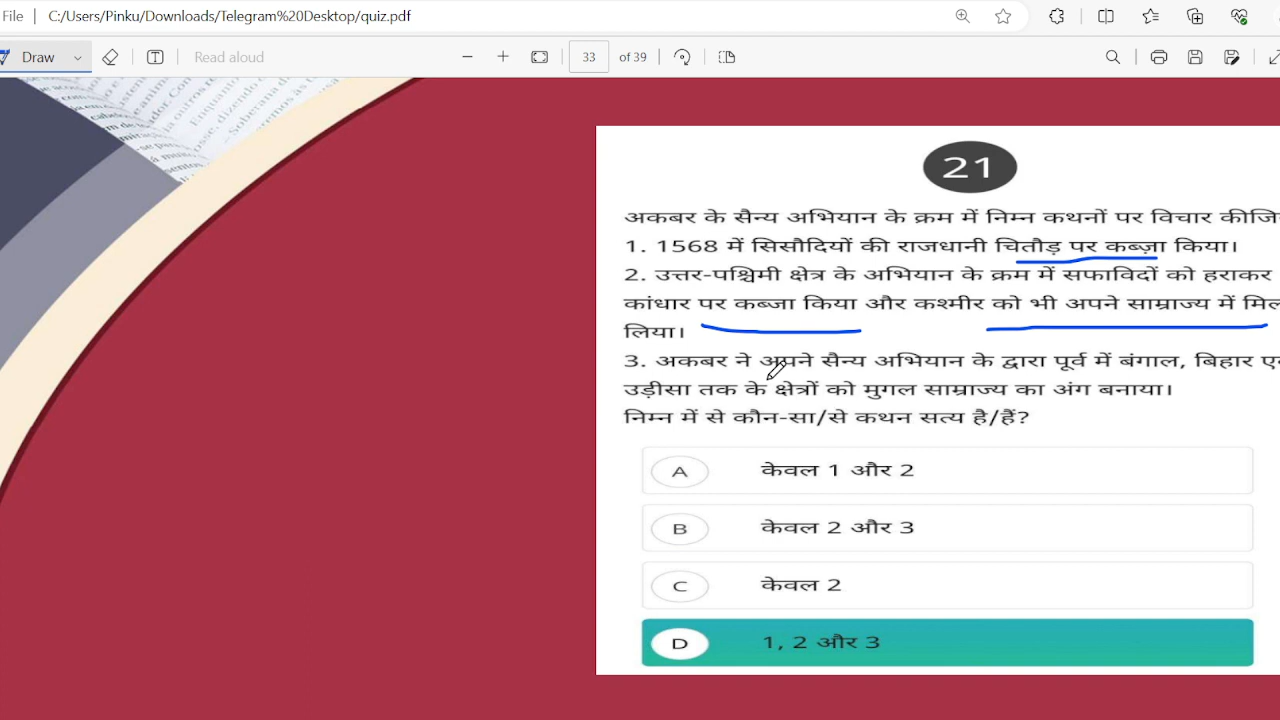 File
C:/Users/Pinku/Downloads/Telegram%20Desktop/quiz.pdf
Draw
Read aloud
33 of 39
21
अकबर के सैन्य अभियान के क्रम में निम्न कथनों पर विचार
1. 1568 में सिसौदियों की राजधानी चितौड़ पर कब्ज़ा किया।
2. उत्तर-पश्चिमी क्षेत्र के अभियान के क्रम में सफाविदों को हराकर
कांधार पर कब्जा किया और कश्मीर को भी अपने साम्राज्य में
लिया।
3. अकबर ने अपने सैन्य अभियान के द्वारा पूर्व में बंगाल, बिहार
उड़ीसा तक के क्षेत्रों को मुगल साम्राज्य का अंग बनाया।
निम्न में से कौन-सा/से कथन सत्य है/हैं?
A केवल 1 और 2
B केवल 2 और 3
C केवल 2
D 1, 2 और 3